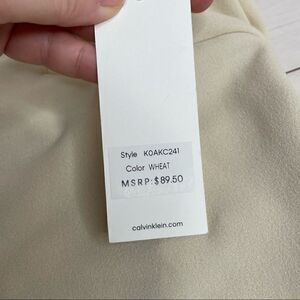 Style K0AKC241
Color WHEAT
MSRP:$89.50
calvinklein.com